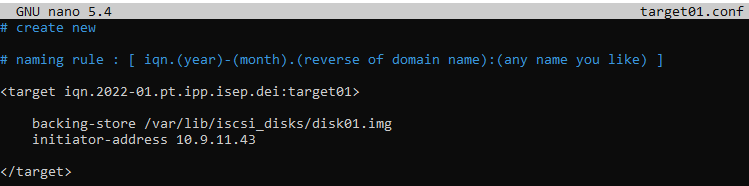 GNU nano 5.4 target01.conf
# create new
# naming rule : [ iqn.(year)-(month).(reverse of domain name):(any name you like) ]
<target iqn.2022-01.pt.ipp.isep.dei:target01>
backing-store /var/lib/iscsi_disks/disk01.img
initiator-address 10.9.11.43
</target>